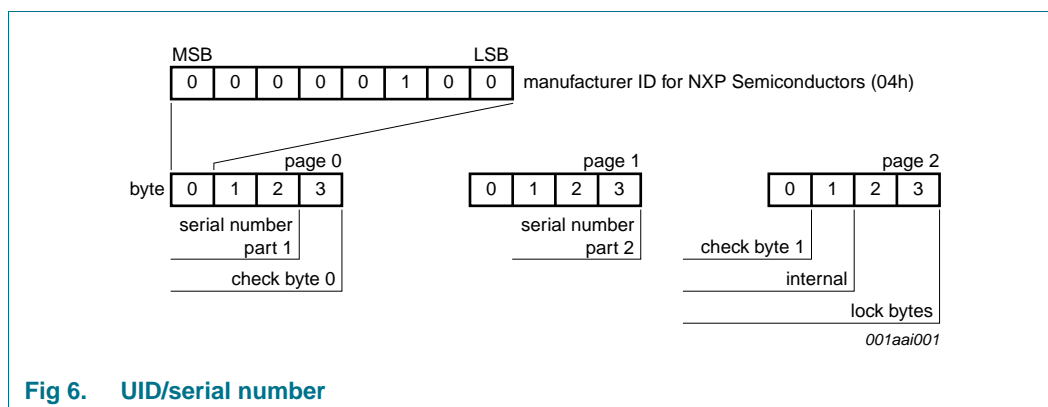 MSB LSB
0 0 0 0 0 1 0 0 manufacturer ID for NXP Semiconductors (04h)
page 0 page 1 page 2
byte 0 1 2 3 0 1 2 3 0 1 2 3
serial number serial number
part 1 part 2 check byte 1
check byte 0 internal
lock bytes
001aai001
Fig 6. UID/serial number